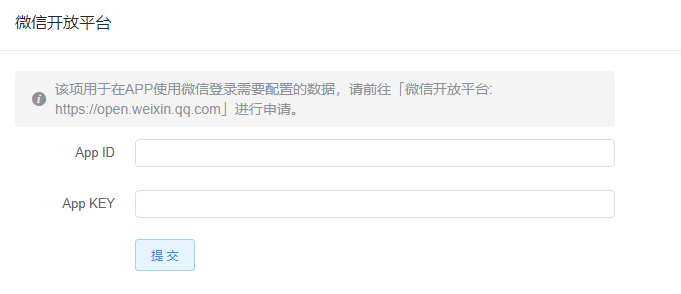 微信开放平台
该项用于在APP使用微信登录需要配置的数据，请前往「微信开放平台:
https://open.weixin.qq.com」进行申请。
App ID
App KEY
提 交